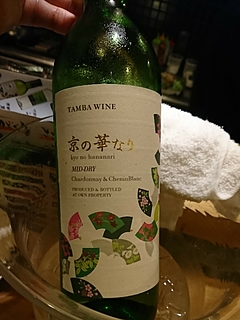 TAMBA WINE
京の華なり
kyo no hananari
MID-DRY
Chardonnay & CheninBlanc
PRODUCED & BOTTLED
AT OWN PROPERTY